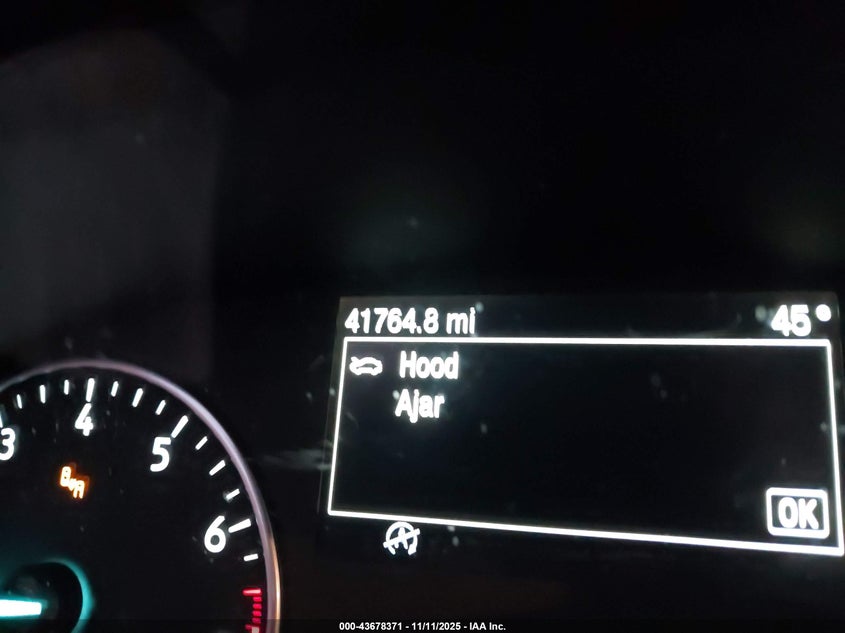 41764.8 mi 45°
Hood
Ajar
OK
3 4 5 6
000-43678371 - 11/11/2025 - IAA Inc.